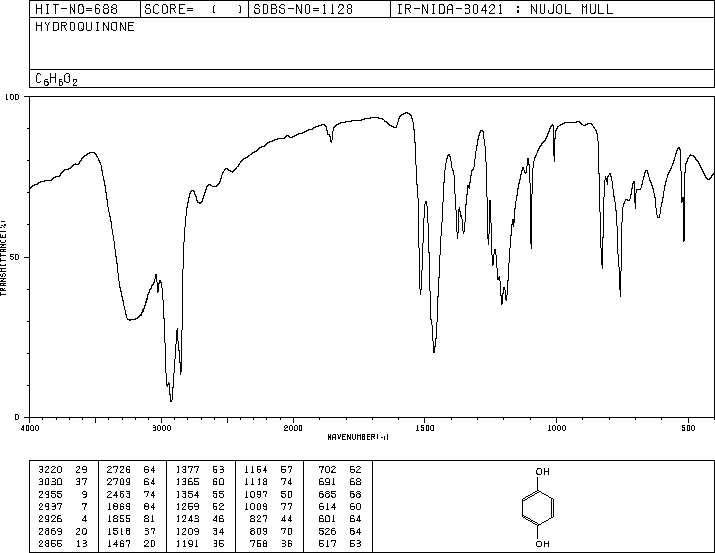 HIT-NO=688 SCORE= ( ) SDBS-NO=1128 IR-NIDA-30421 : NUJOL MULL
HYDROQUINONE
C6H6O2
100
50
0
TRANSMITTANCE(%)
4000 3000 2000 1500 1000 500
WAVENUMBER(-1)
3220 29 2726 64 1377 53 1164 57 702 62
3030 37 2709 64 1365 60 1118 74 691 68
2955 9 2463 74 1354 55 1097 50 685 68
2937 7 1869 84 1259 52 1009 77 614 60
2926 4 1855 81 1243 46 827 44 601 64
2869 20 1518 37 1209 34 809 70 526 64
2855 13 1467 20 1191 35 758 36 517 53
OH
OH